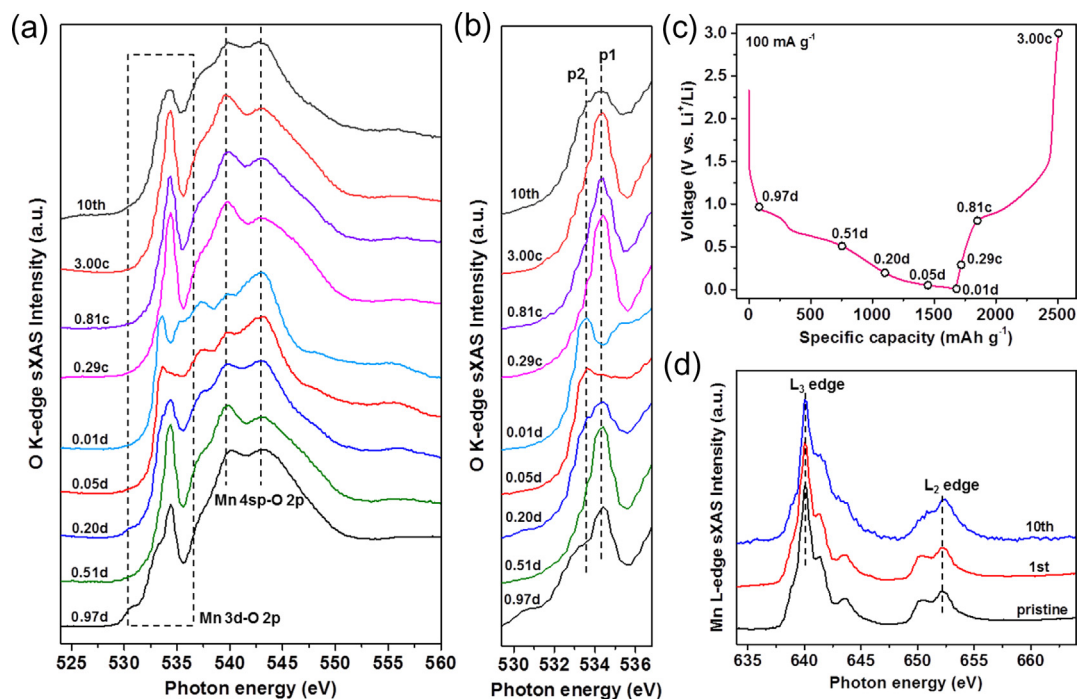 (a)
O K-edge sXAS Intensity (a.u.)
10th
3.00c
0.81c
0.29c
0.01d
0.05d
0.20d
0.51d
0.97d
Mn 4sp-O 2p
Mn 3d-O 2p
525 530 535 540 545 550 555 560
Photon energy (eV)
(b)
O K-edge sXAS Intensity (a.u.)
p2
p1
10th
3.00c
0.81c
0.29c
0.01d
0.05d
0.20d
0.51d
0.97d
530 532 534 536
Photon energy (eV)
(c)
Voltage (V vs. Li⁺/Li)
3.0
2.5
2.0
1.5
1.0
0.5
0.0
100 mA g⁻¹
3.00c
0.97d
0.81c
0.51d
0.29c
0.20d
0.05d
0.01d
0 500 1000 1500 2000 2500
Specific capacity (mAh g⁻¹)
(d)
Mn L-edge sXAS Intensity (a.u.)
L₃ edge
L₂ edge
10th
1st
pristine
635 640 645 650 655 660
Photon energy (eV)